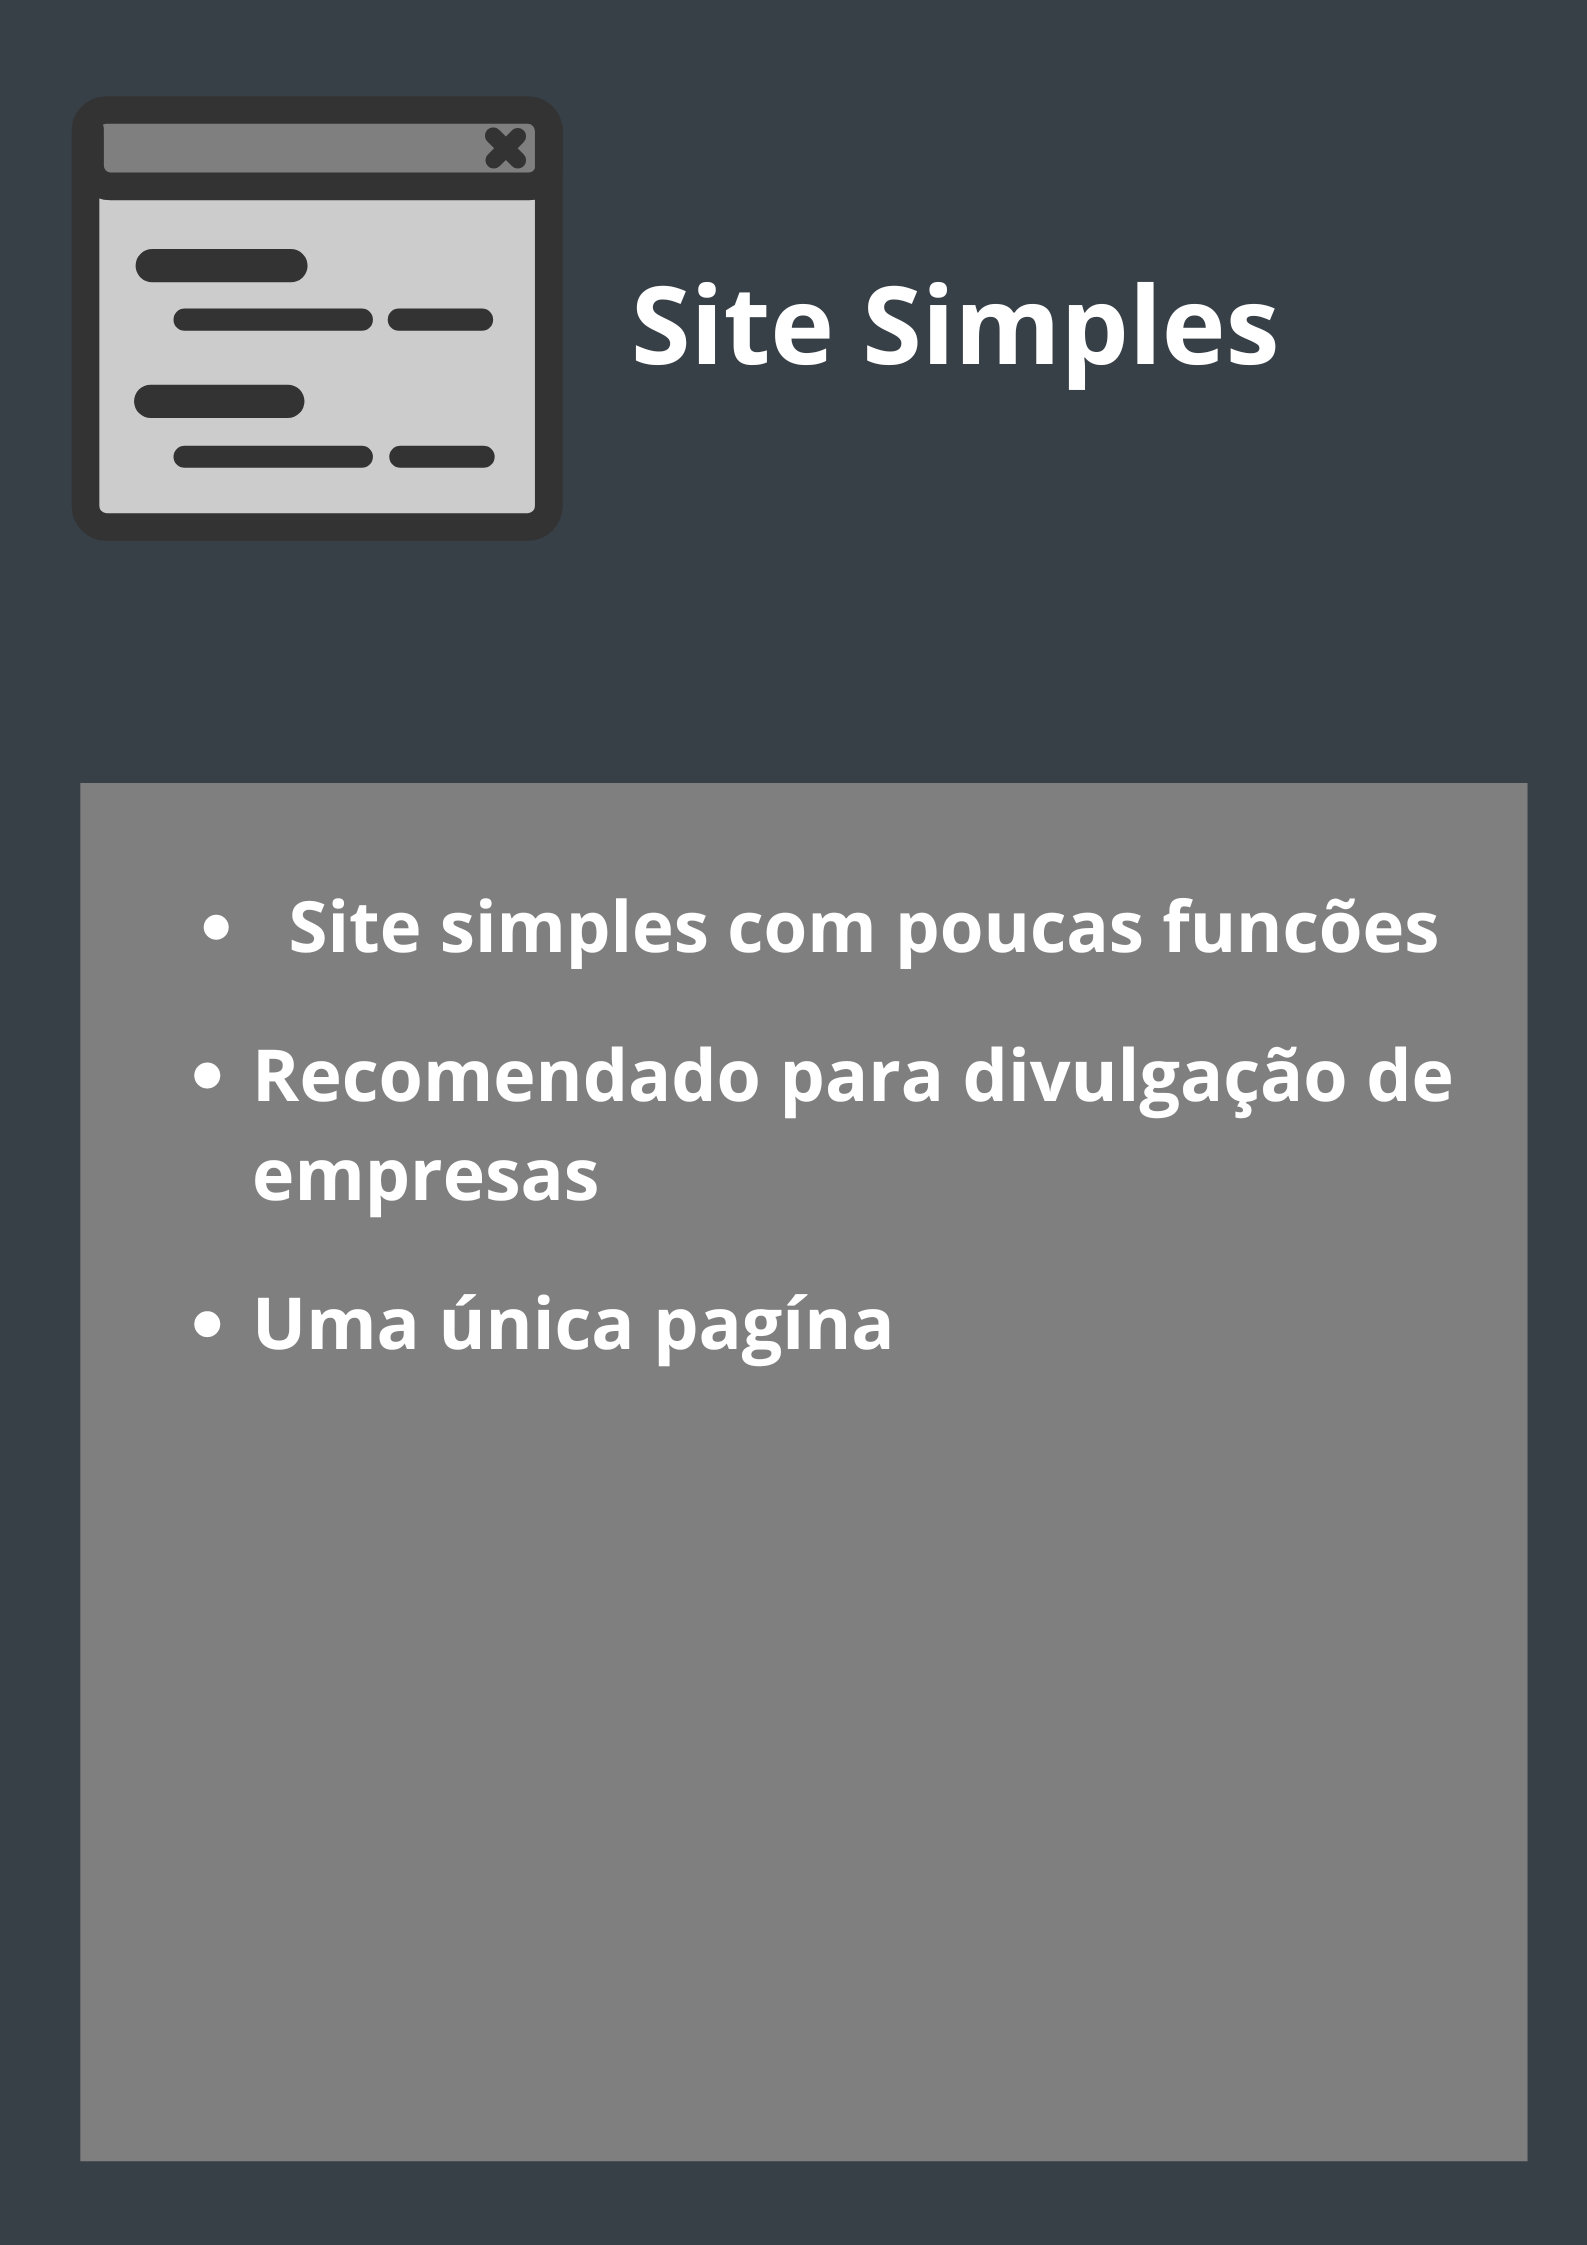 Site Simples
• Site simples com poucas funcões
• Recomendado para divulgação de
empresas
• Uma única pagína